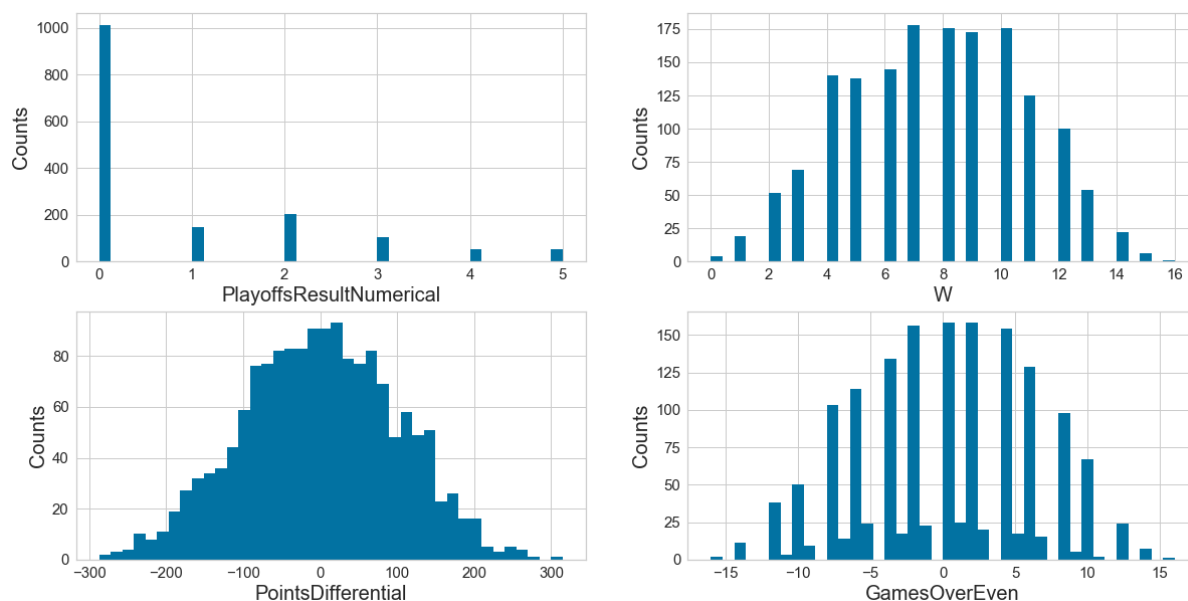 1000
800
600
400
200
0
Counts
0 1 2 3 4 5
PlayoffsResultNumerical
175
150
125
100
75
50
25
0
Counts
0 2 4 6 8 10 12 14 16
W
80
60
40
20
0
Counts
−300 −200 −100 0 100 200 300
PointsDifferential
150
125
100
75
50
25
0
Counts
−15 −10 −5 0 5 10 15
GamesOverEven